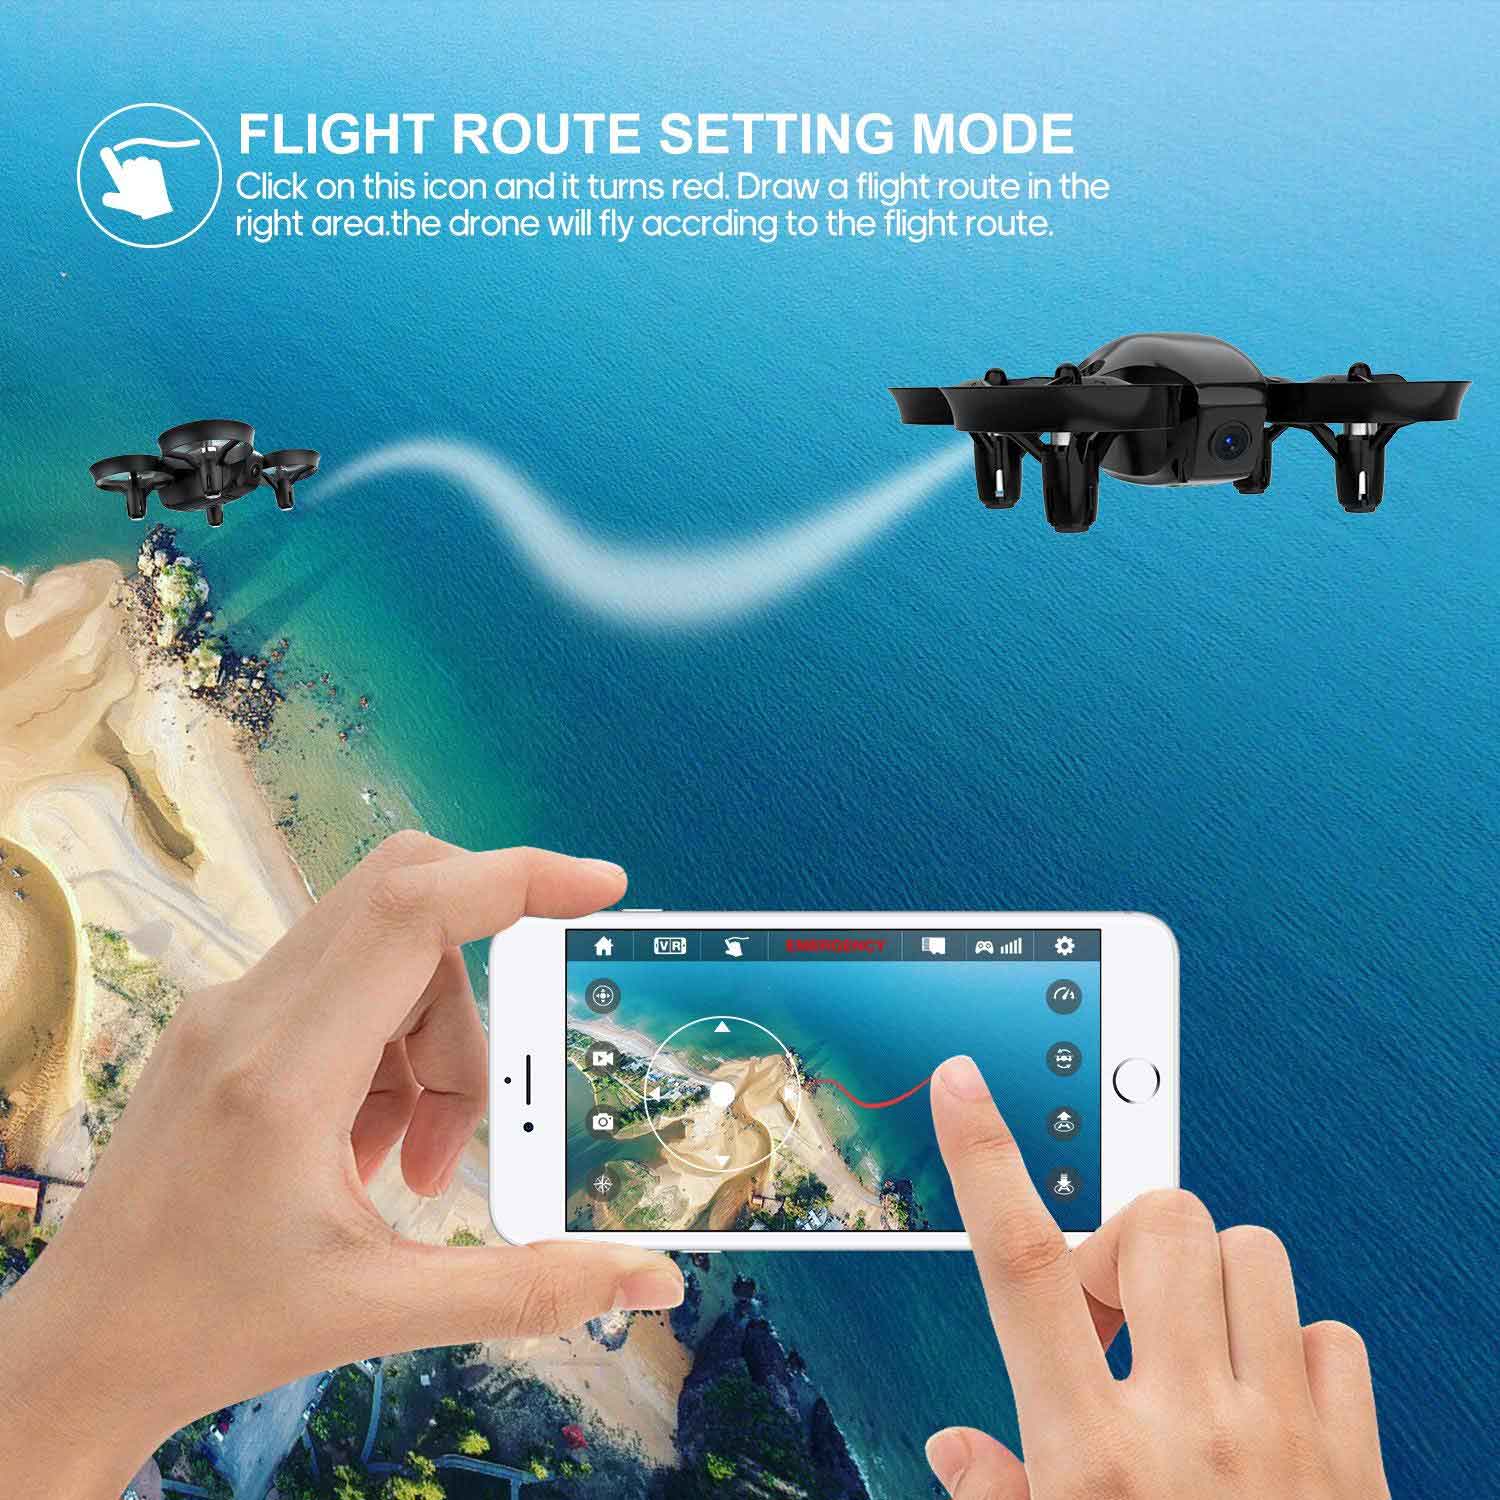 FLIGHT ROUTE SETTING MODE
Click on this icon and it turns red. Draw a flight route in the
right area.the drone will fly accrding to the flight route.
VR
EMERGENCY